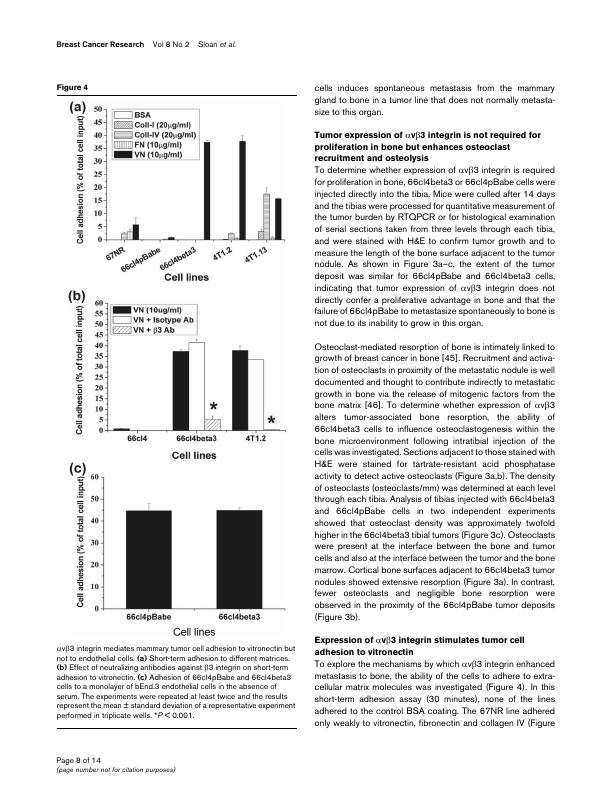 Breast Cancer Research Vol 8 No 2 Sloan et al.
Figure 4
(a)
BSA
Coll-I (20μg/ml)
Coll-IV (20μg/ml)
FN (10μg/ml)
VN (10μg/ml)
Cell adhesion (% of total cell input)
50
45
40
35
30
25
20
15
10
5
0
67NR
66cl4pBabe
66cl4beta3
4T1.2
4T1.13
Cell lines
(b)
VN (10ug/ml)
VN + Isotype Ab
VN + β3 Ab
Cell adhesion (% of total cell input)
60
55
50
45
40
35
30
25
20
15
10
5
0
*
*
66cl4
66cl4beta3
4T1.2
Cell lines
(c)
Cell adhesion (% of total cell input)
60
50
40
30
20
10
0
66cl4pBabe
66cl4beta3
Cell lines
αvβ3 integrin mediates mammary tumor cell adhesion to vitronectin but
not to endothelial cells. (a) Short-term adhesion to different matrices.
(b) Effect of neutralizing antibodies against β3 integrin on short-term
adhesion to vitronectin. (c) Adhesion of 66cl4pBabe and 66cl4beta3
cells to a monolayer of bEnd.3 endothelial cells in the absence of
serum. The experiments were repeated at least twice and the results
represent the mean ± standard deviation of a representative experiment
performed in triplicate wells. *P < 0.001.
cells induces spontaneous metastasis from the mammary
gland to bone in a tumor line that does not normally metasta-
size to this organ.
Tumor expression of αvβ3 integrin is not required for
proliferation in bone but enhances osteoclast
recruitment and osteolysis
To determine whether expression of αvβ3 integrin is required
for proliferation in bone, 66cl4beta3 or 66cl4pBabe cells were
injected directly into the tibia. Mice were culled after 14 days
and the tibias were processed for quantitative measurement of
the tumor burden by RTQPCR or for histological examination
of serial sections taken from three levels through each tibia,
and were stained with H&E to confirm tumor growth and to
measure the length of the bone surface adjacent to the tumor
nodule. As shown in Figure 3a–c, the extent of the tumor
deposit was similar for 66cl4pBabe and 66cl4beta3 cells,
indicating that tumor expression of αvβ3 integrin does not
directly confer a proliferative advantage in bone and that the
failure of 66cl4pBabe to metastasize spontaneously to bone is
not due to its inability to grow in this organ.
Osteoclast-mediated resorption of bone is intimately linked to
growth of breast cancer in bone [45]. Recruitment and activa-
tion of osteoclasts in proximity of the metastatic nodule is well
documented and thought to contribute indirectly to metastatic
growth in bone via the release of mitogenic factors from the
bone matrix [46]. To determine whether expression of αvβ3
alters tumor-associated bone resorption, the ability of
66cl4beta3 cells to influence osteoclastogenesis within the
bone microenvironment following intratibial injection of the
cells was investigated. Sections adjacent to those stained with
H&E were stained for tartrate-resistant acid phosphatase
activity to detect active osteoclasts (Figure 3a,b). The density
of osteoclasts (osteoclasts/mm) was determined at each level
through each tibia. Analysis of tibias injected with 66cl4beta3
and 66cl4pBabe cells in two independent experiments
showed that osteoclast density was approximately twofold
higher in the 66cl4beta3 tibial tumors (Figure 3c). Osteoclasts
were present at the interface between the bone and tumor
cells and also at the interface between the tumor and the bone
marrow. Cortical bone surfaces adjacent to 66cl4beta3 tumor
nodules showed extensive resorption (Figure 3a). In contrast,
fewer osteoclasts and negligible bone resorption were
observed in the proximity of the 66cl4pBabe tumor deposits
(Figure 3b).
Expression of αvβ3 integrin stimulates tumor cell
adhesion to vitronectin
To explore the mechanisms by which αvβ3 integrin enhanced
metastasis to bone, the ability of the cells to adhere to extra-
cellular matrix molecules was investigated (Figure 4). In this
short-term adhesion assay (30 minutes), none of the lines
adhered to the control BSA coating. The 67NR line adhered
only weakly to vitronectin, fibronectin and collagen IV (Figure
Page 8 of 14
(page number not for citation purposes)